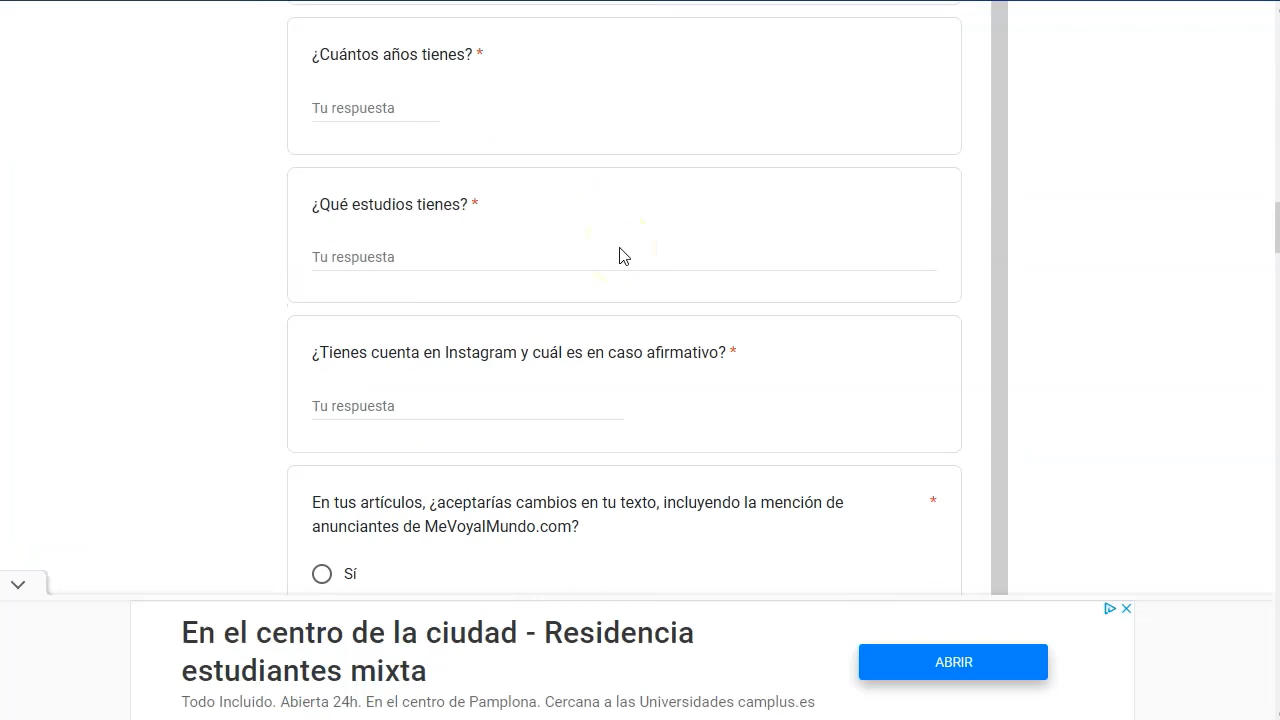 ¿Cuántos años tienes? *
Tu respuesta
¿Qué estudios tienes? *
Tu respuesta
¿Tienes cuenta en Instagram y cuál es en caso afirmativo? *
Tu respuesta
En tus artículos, ¿aceptarías cambios en tu texto, incluyendo la mención de *
anunciantes de MeVoyalMundo.com?
Sí
En el centro de la ciudad - Residencia
estudiantes mixta
ABRIR
Todo Incluido. Abierta 24h. En el centro de Pamplona. Cercana a las Universidades camplus.es